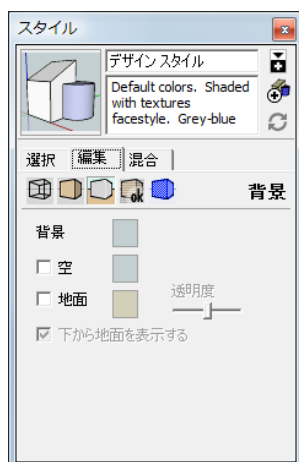 スタイル
デザイン スタイル
Default colors. Shaded
with textures
facestyle. Grey-blue
選択 編集 混合
ok 背景
背景
空
地面 透明度
下から地面を表示する